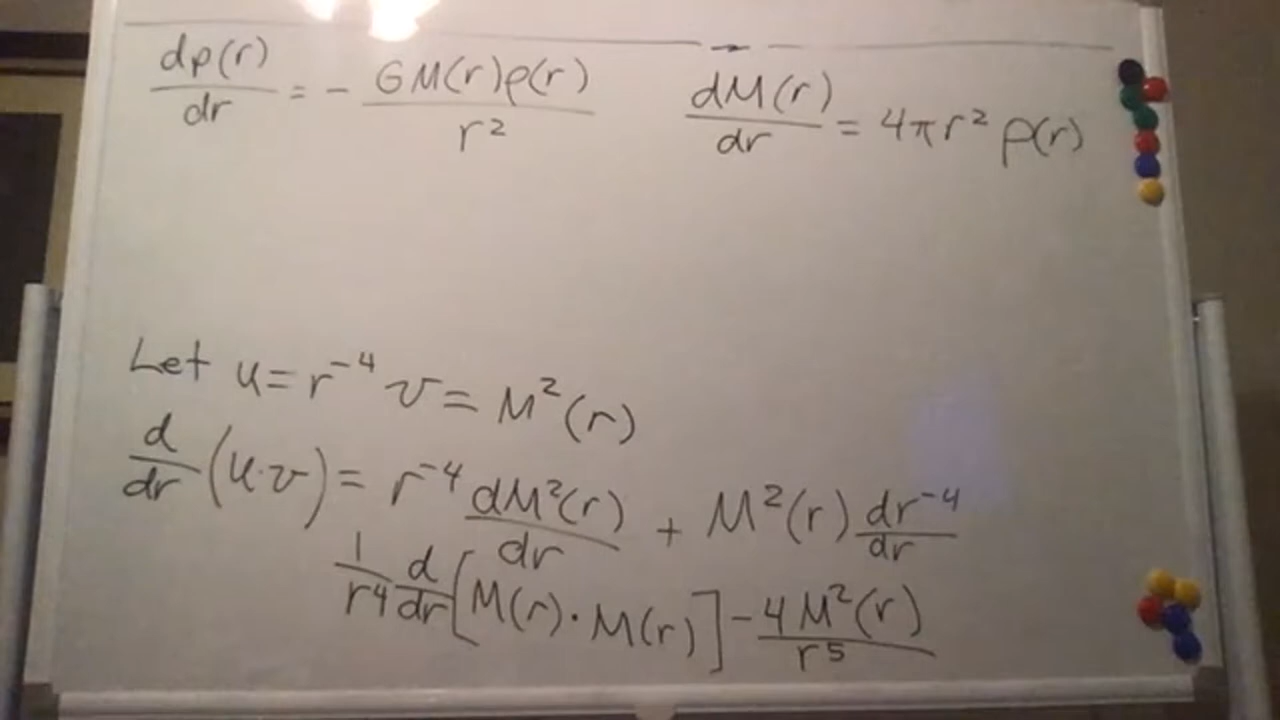 dp(r)/dr = - GM(r)ρ(r)/r² dM(r)/dr = 4πr² ρ(r)
Let u = r⁻⁴ v = M²(r)
d/dr (u·v) = r⁻⁴ dM²(r)/dr + M²(r) dr⁻⁴/dr
1/r⁴ d/dr [M(r)·M(r)] - 4M²(r)/r⁵